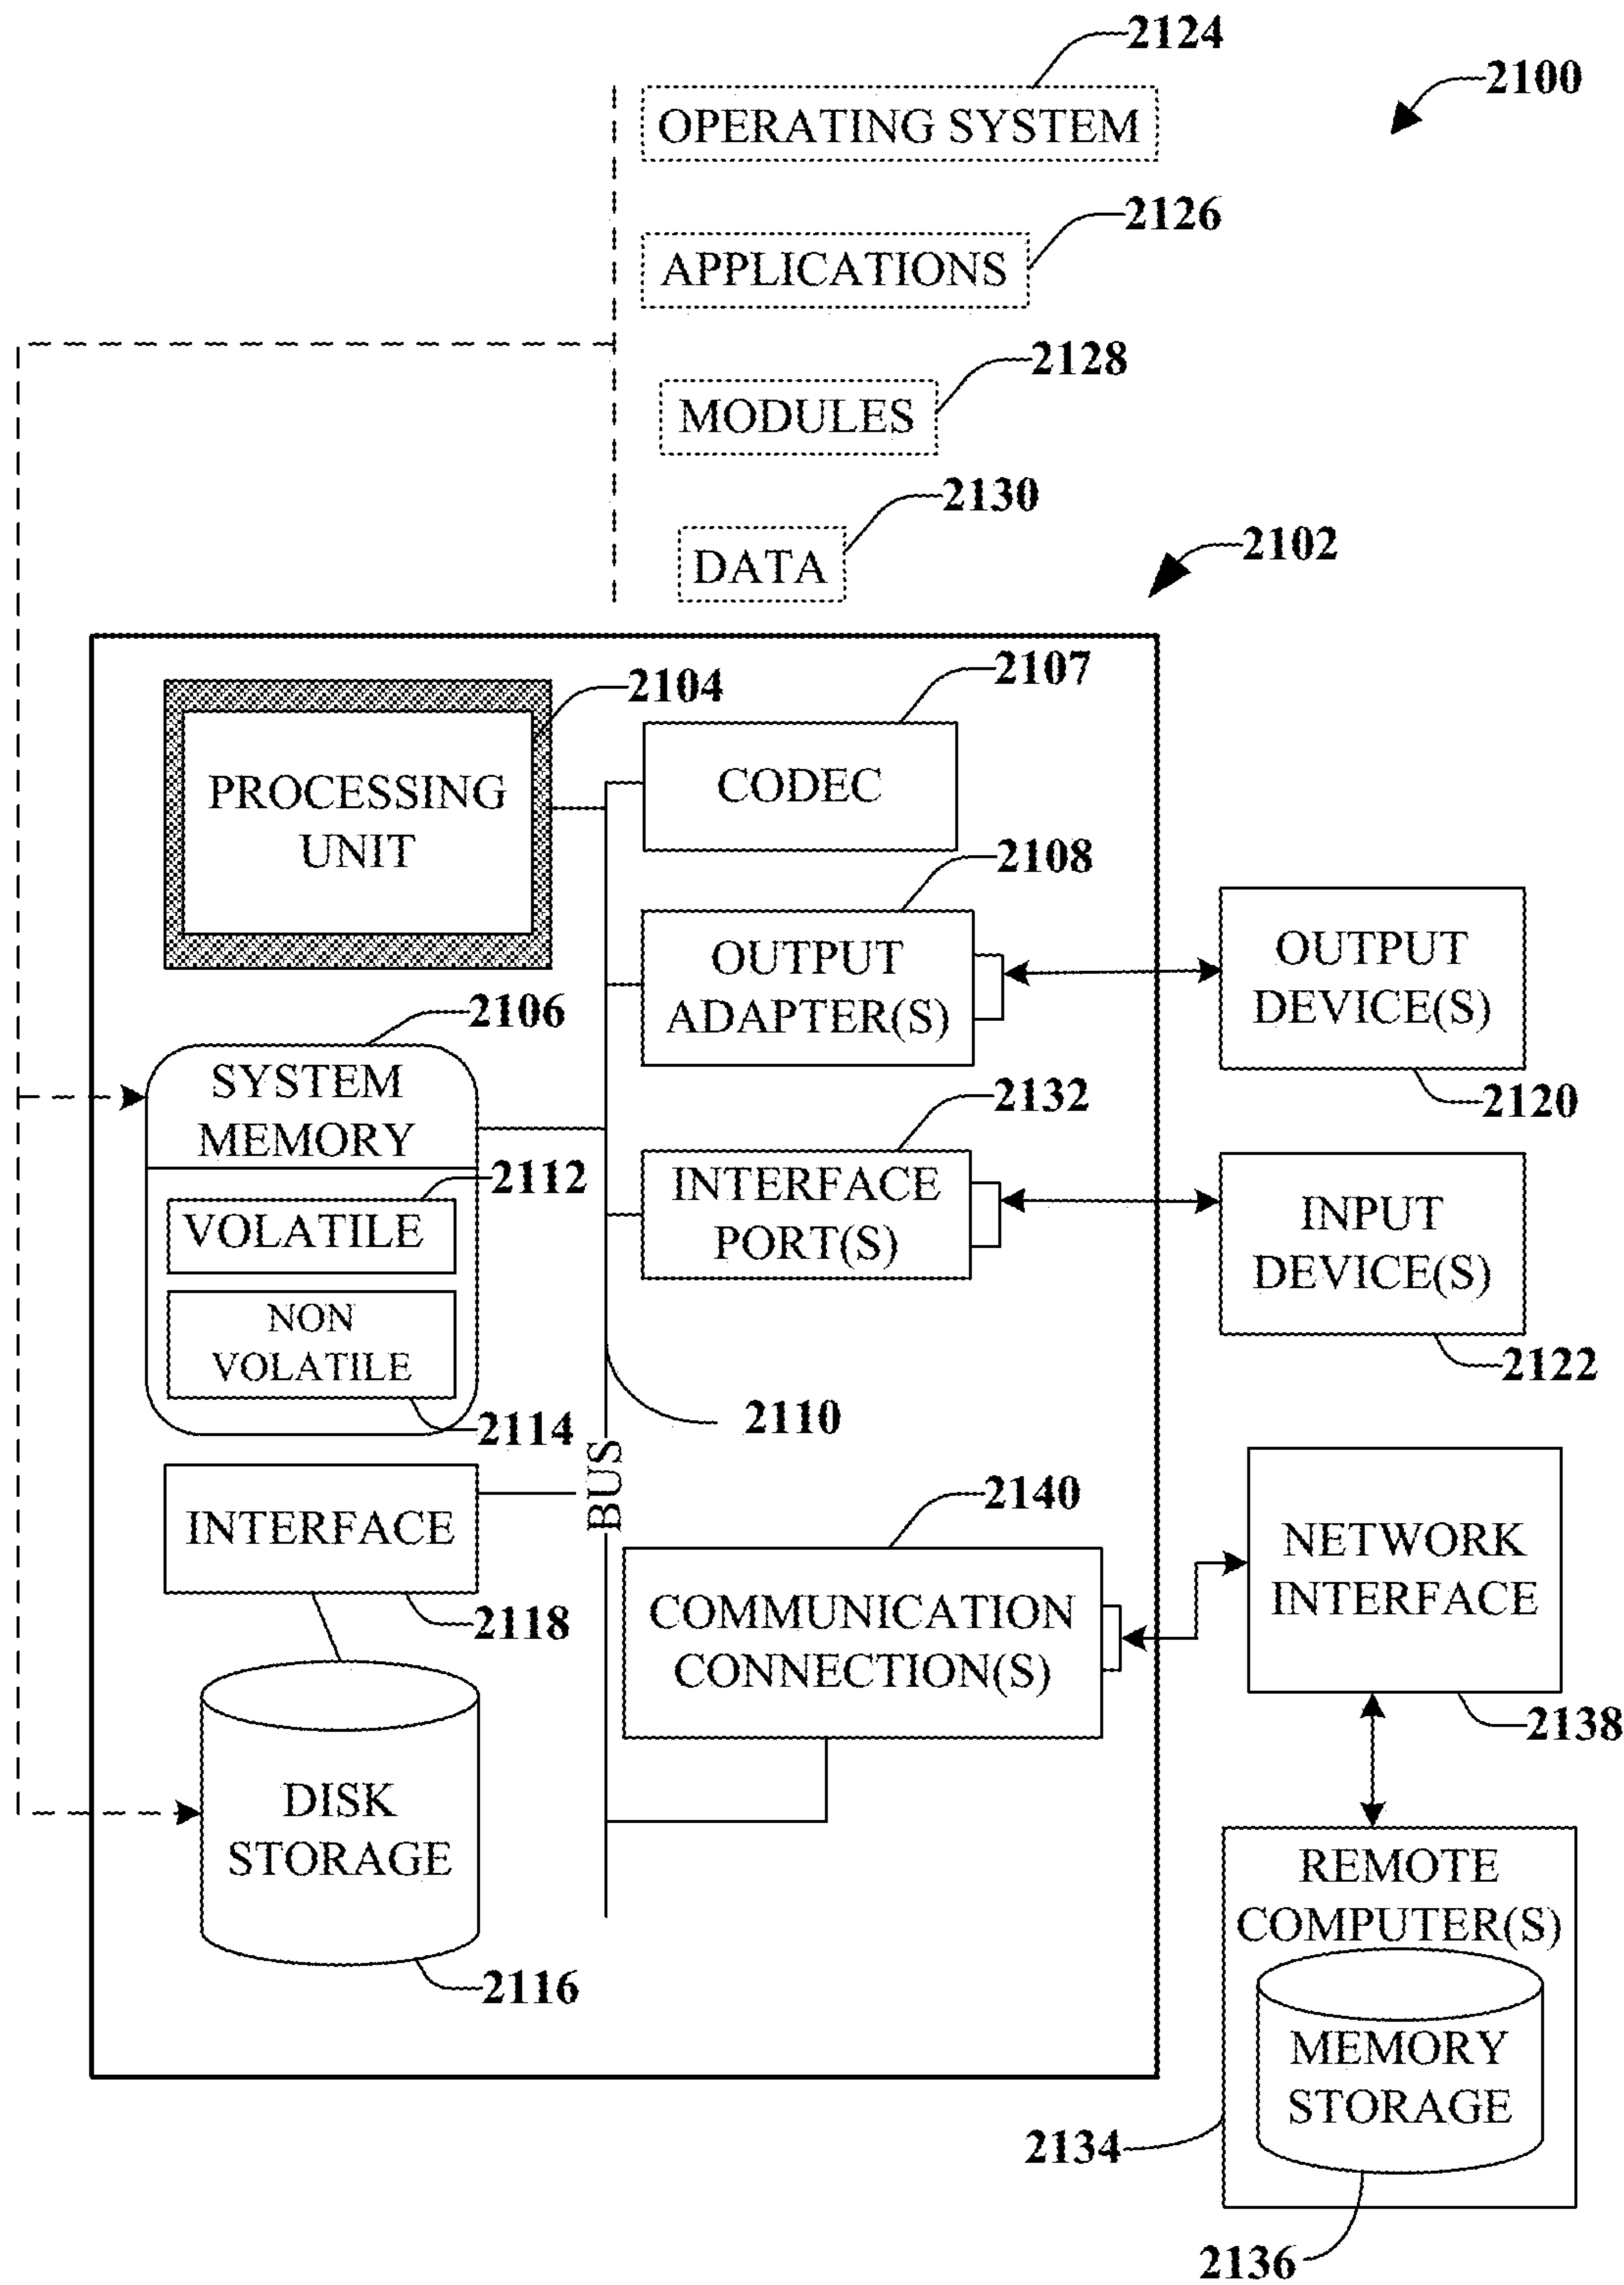 2124
2100
OPERATING SYSTEM
2126
APPLICATIONS
2128
MODULES
2130
DATA
2102
2104
PROCESSING
UNIT
2107
CODEC
2108
OUTPUT
ADAPTER(S)
OUTPUT
DEVICE(S)
2120
2106
SYSTEM
MEMORY
2112
VOLATILE
NON
VOLATILE
2114
2132
INTERFACE
PORT(S)
INPUT
DEVICE(S)
2122
2110
BUS
INTERFACE
2118
2140
COMMUNICATION
CONNECTION(S)
NETWORK
INTERFACE
2138
DISK
STORAGE
2116
REMOTE
COMPUTER(S)
MEMORY
STORAGE
2134
2136